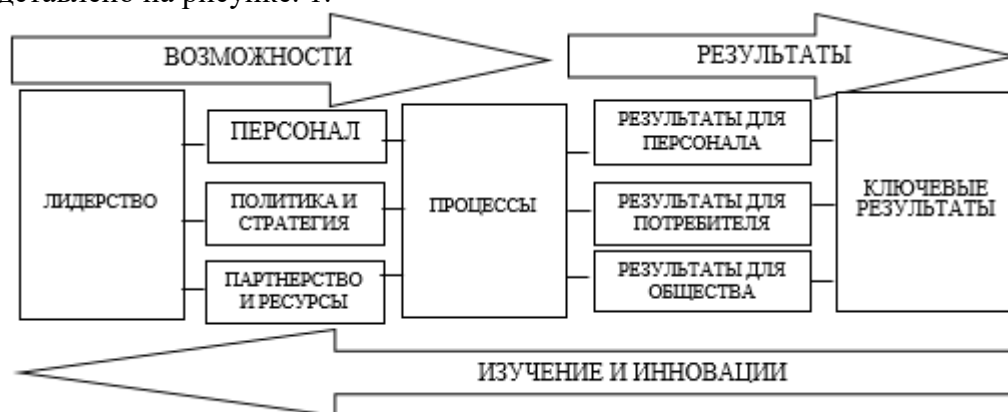 дставлено на рисунке. 1.
ВОЗМОЖНОСТИ
РЕЗУЛЬТАТЫ
ЛИДЕРСТВО
ПЕРСОНАЛ
ПОЛИТИКА И
СТРАТЕГИЯ
ПАРТНЕРСТВО
И РЕСУРСЫ
ПРОЦЕССЫ
РЕЗУЛЬТАТЫ ДЛЯ
ПЕРСОНАЛА
РЕЗУЛЬТАТЫ ДЛЯ
ПОТРЕБИТЕЛЯ
РЕЗУЛЬТАТЫ ДЛЯ
ОБЩЕСТВА
КЛЮЧЕВЫЕ
РЕЗУЛЬТАТЫ
ИЗУЧЕНИЕ И ИННОВАЦИИ